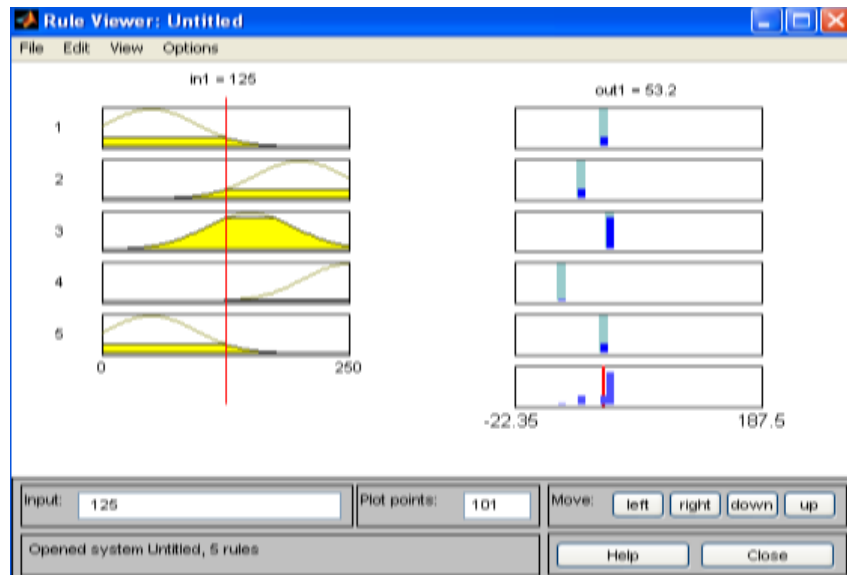 Rule Viewer: Untitled
File Edit View Options
in1 = 125
out1 = 53.2
1
2
3
4
5
0 250
-22.35 187.5
Input: 125 Plot points: 101 Move: left right down up
Opened system Untitled, 5 rules Help Close